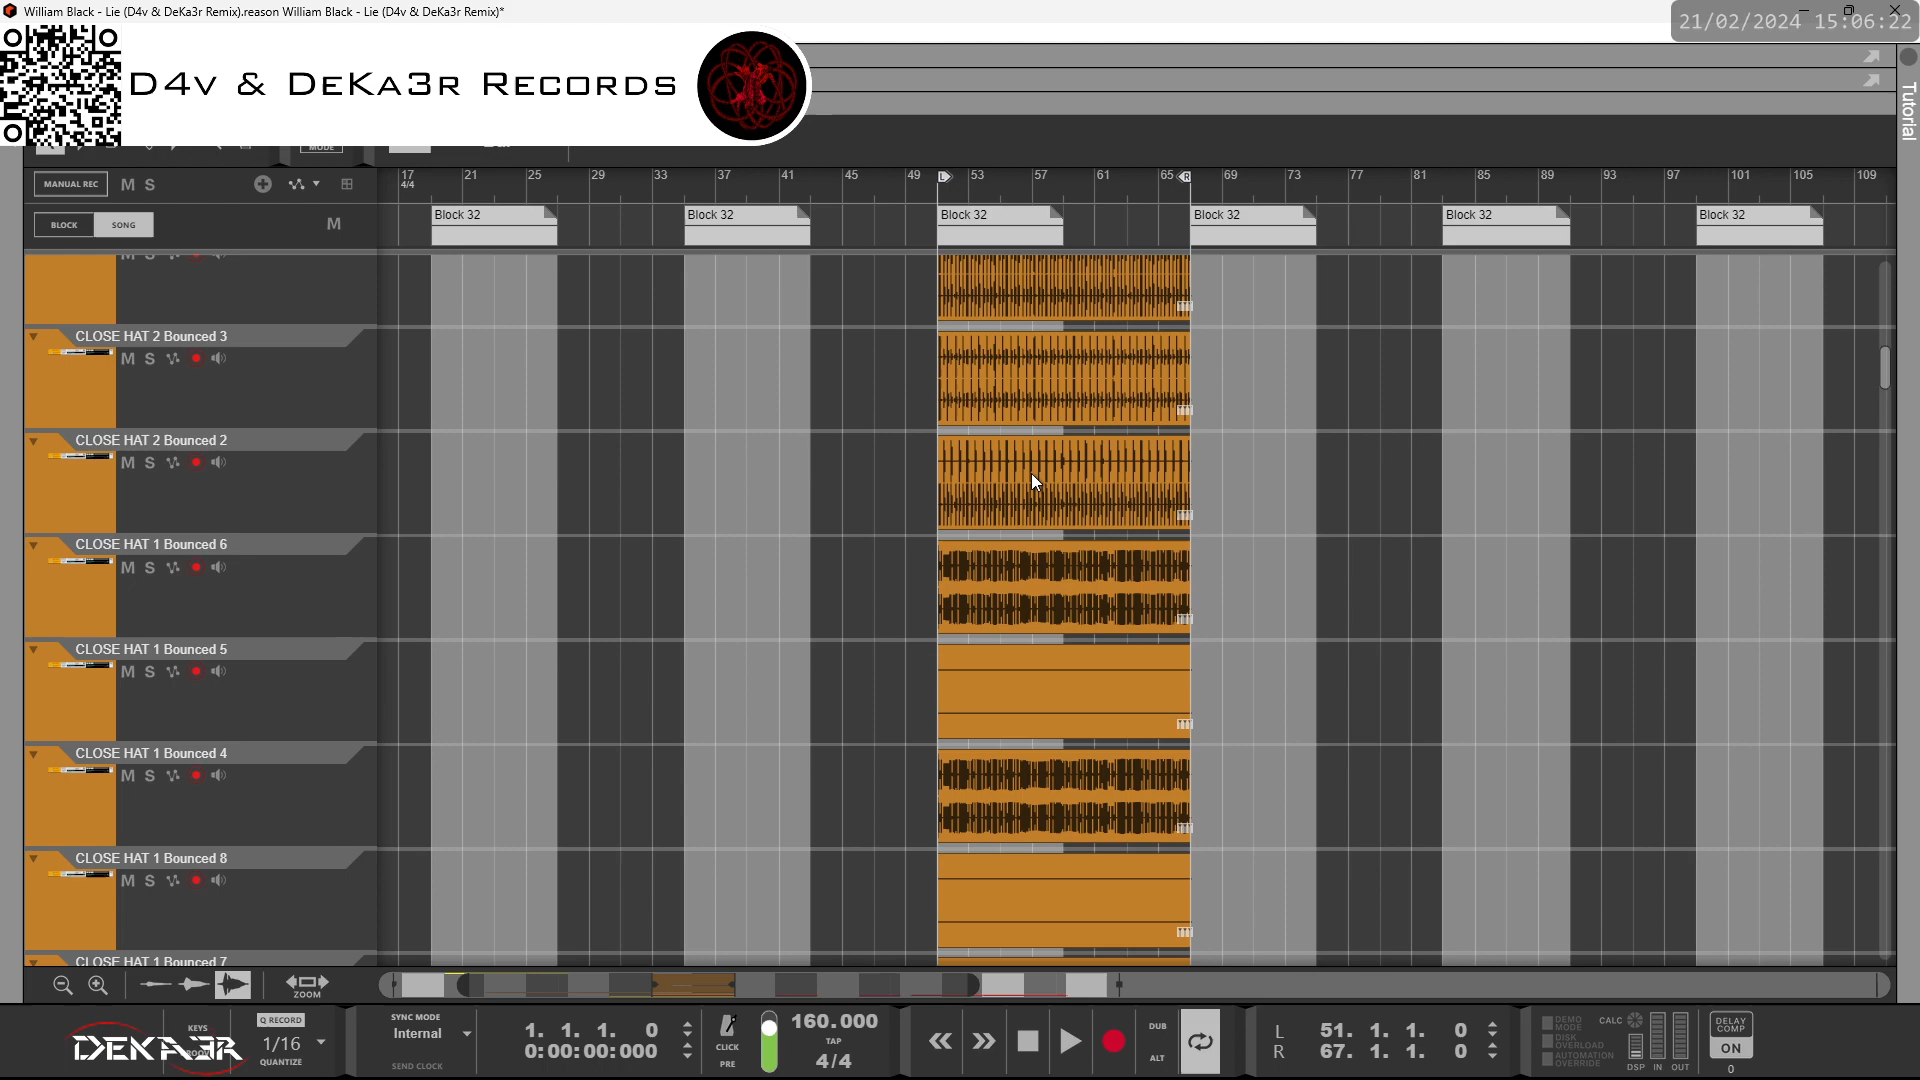 William Black - Lie (D4v & DeKa3r Remix).reason William Black - Lie (D4v & DeKa3r Remix)*
21/02/2024 15:06:22
D4v & DeKa3r Records
Tutorial
MODE
MANUAL REC M S
17 21 25 29 33 37 41 45 49 L 53 57 61 65 R 69 73 77 81 85 89 93 97 101 105 109
4/4
BLOCK SONG M
Block 32 Block 32 Block 32 Block 32 Block 32 Block 32
M S
CLOSE HAT 2 Bounced 3
M S
CLOSE HAT 2 Bounced 2
M S
CLOSE HAT 1 Bounced 6
M S
CLOSE HAT 1 Bounced 5
M S
CLOSE HAT 1 Bounced 4
M S
CLOSE HAT 1 Bounced 8
M S
CLOSE HAT 1 Bounced 7
ZOOM
KEYS
DEKA3R
Q RECORD
1/16
QUANTIZE
SYNC MODE
Internal
SEND CLOCK
1. 1. 1. 0
0:00:00:000
CLICK
PRE
160.000
TAP
4/4
DUB
ALT
L 51. 1. 1. 0
R 67. 1. 1. 0
DEMO MODE
DISK OVERLOAD
AUTOMATION OVERRIDE
CALC
DSP IN OUT
DELAY COMP
ON
0